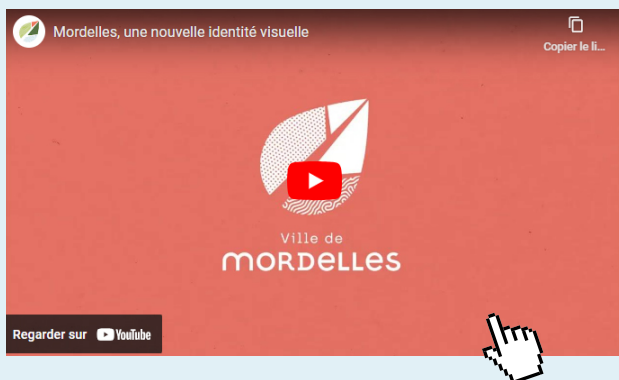 Mordelles, une nouvelle identité visuelle
Copier le li...
Ville de
MORDELLES
Regarder sur YouTube